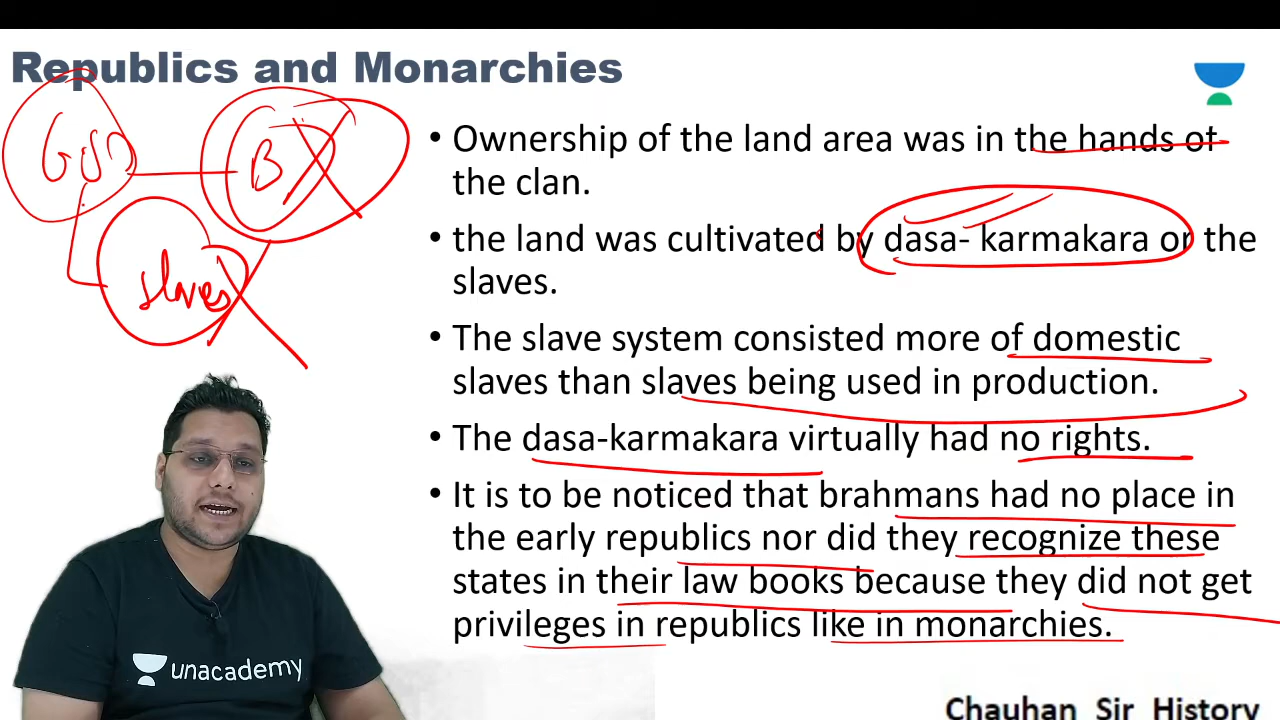 Republics and Monarchies
• Ownership of the land area was in the hands of
the clan.
• the land was cultivated by dasa- karmakara or the
slaves.
• The slave system consisted more of domestic
slaves than slaves being used in production.
• The dasa-karmakara virtually had no rights.
• It is to be noticed that brahmans had no place in
the early republics nor did they recognize these
states in their law books because they did not get
privileges in republics like in monarchies.
B
slaves
unacademy
Chauhan Sir History